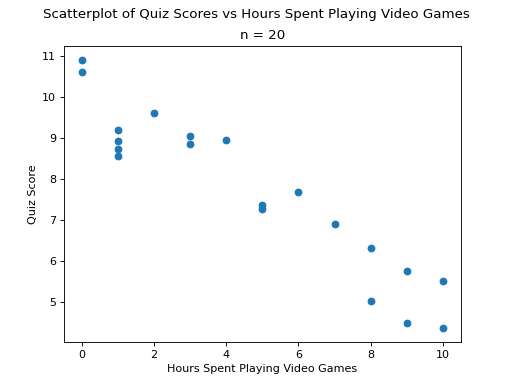 Scatterplot of Quiz Scores vs Hours Spent Playing Video Games
n = 20
11
10
9
8
7
6
5
Quiz Score
0 2 4 6 8 10
Hours Spent Playing Video Games